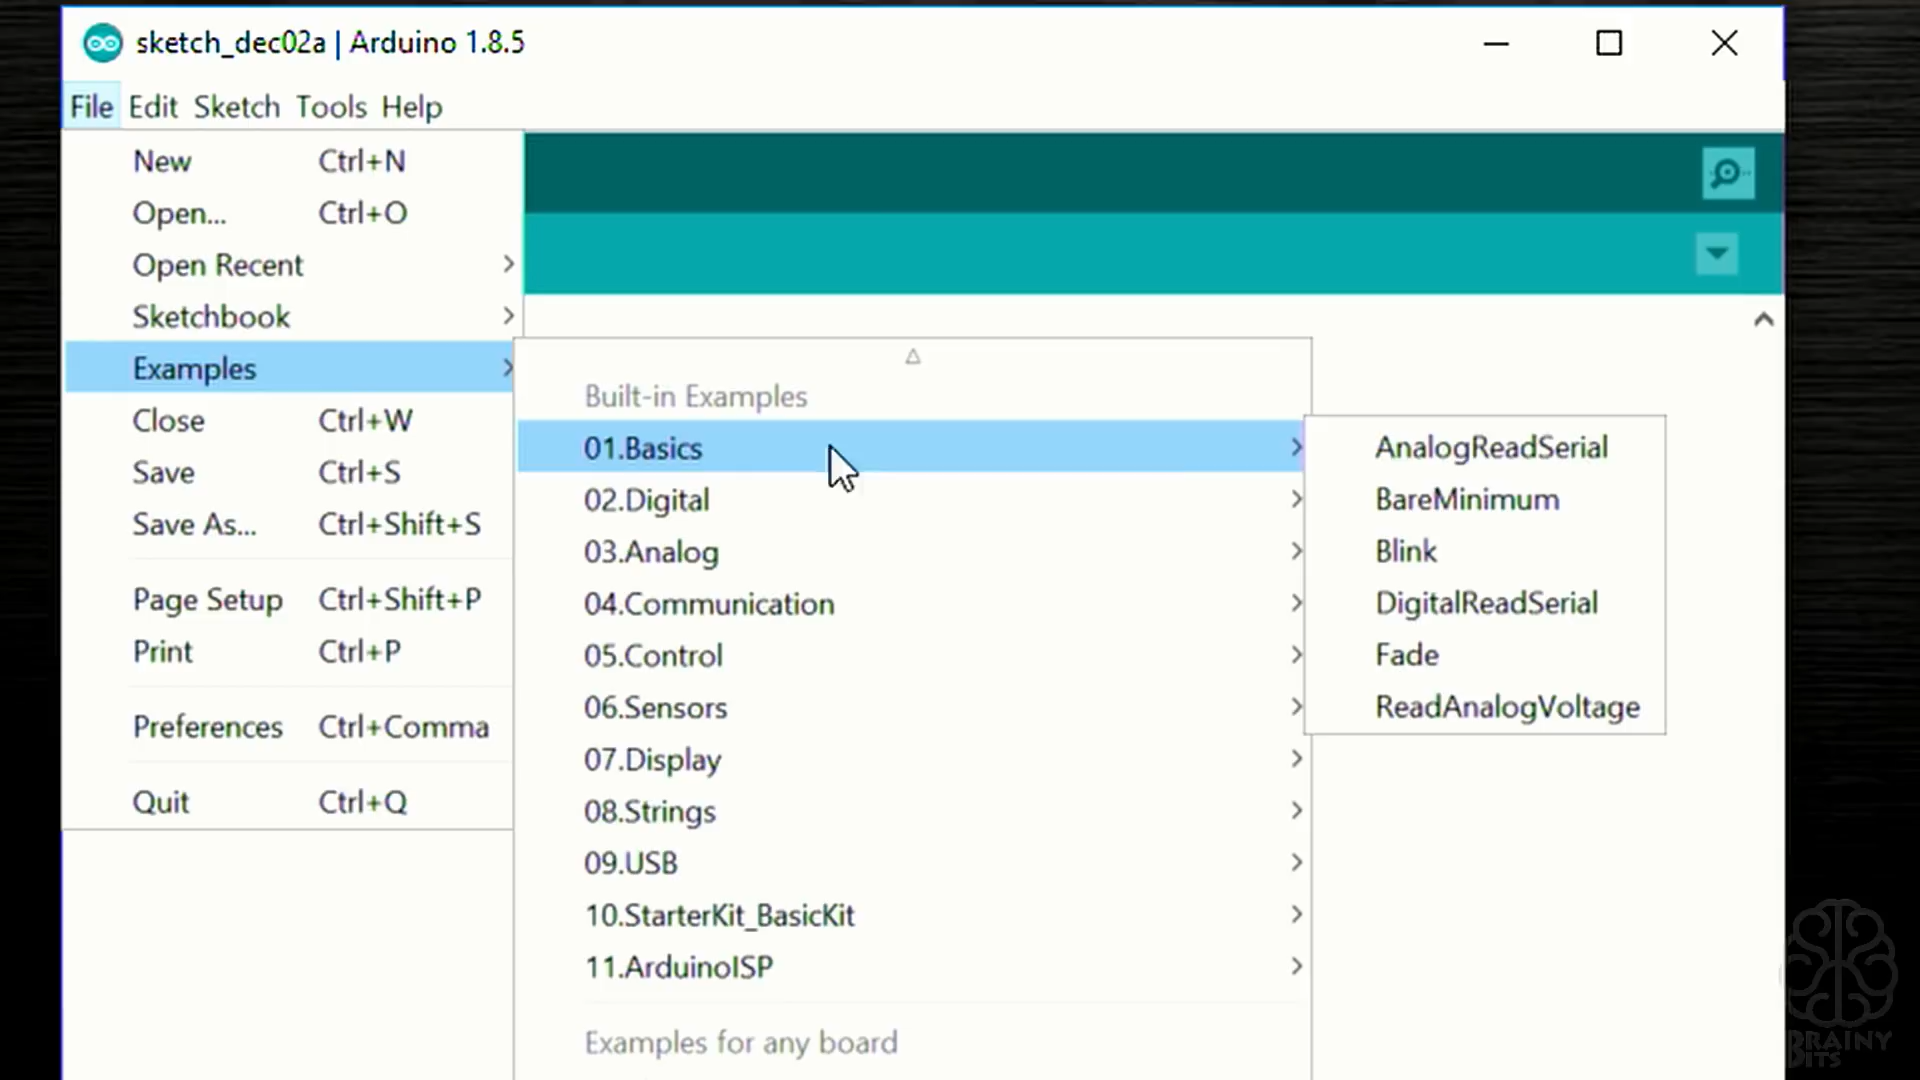 sketch_dec02a | Arduino 1.8.5
File Edit Sketch Tools Help
New Ctrl+N
Open... Ctrl+O
Open Recent
Sketchbook
Examples
Close Ctrl+W
Save Ctrl+S
Save As... Ctrl+Shift+S
Page Setup Ctrl+Shift+P
Print Ctrl+P
Preferences Ctrl+Comma
Quit Ctrl+Q
Built-in Examples
01.Basics
02.Digital
03.Analog
04.Communication
05.Control
06.Sensors
07.Display
08.Strings
09.USB
10.StarterKit_BasicKit
11.ArduinoISP
Examples for any board
AnalogReadSerial
BareMinimum
Blink
DigitalReadSerial
Fade
ReadAnalogVoltage
BRAINY
BITS